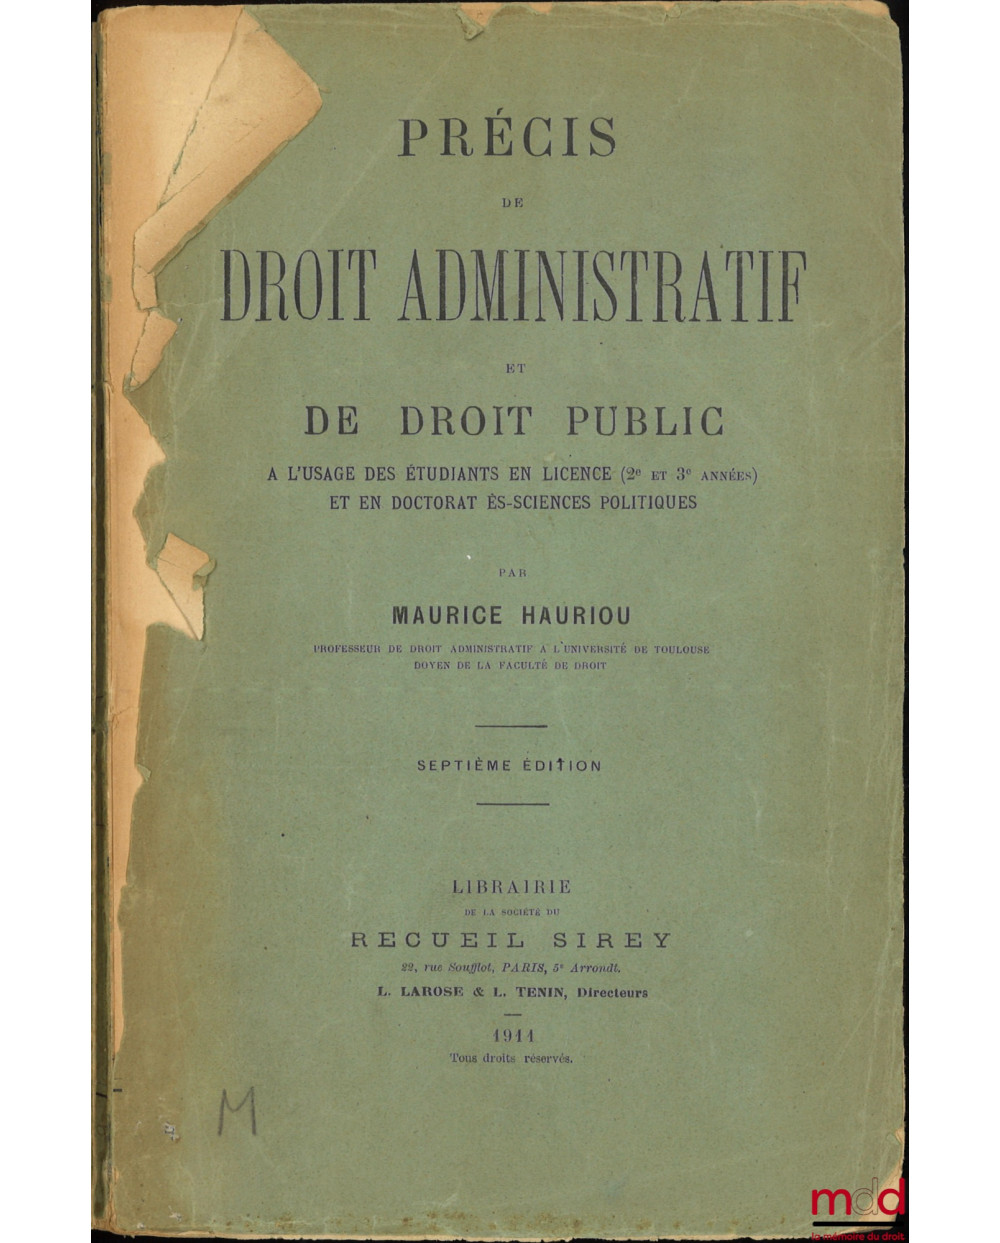 PRÉCIS
DE
DROIT ADMINISTRATIF
ET
DE DROIT PUBLIC
A L'USAGE DES ÉTUDIANTS EN LICENCE (2e ET 3e ANNÉES)
ET EN DOCTORAT ÈS-SCIENCES POLITIQUES
PAR
MAURICE HAURIOU
PROFESSEUR DE DROIT ADMINISTRATIF A L'UNIVERSITÉ DE TOULOUSE
DOYEN DE LA FACULTÉ DE DROIT
SEPTIÈME ÉDITION
LIBRAIRIE
DE LA SOCIÉTÉ DU
RECUEIL SIREY
22, rue Soufflot, PARIS, 5e Arrondt.
L. LAROSE & L. TENIN, Directeurs
1911
Tous droits réservés.
M
mdd
la mémoire du droit